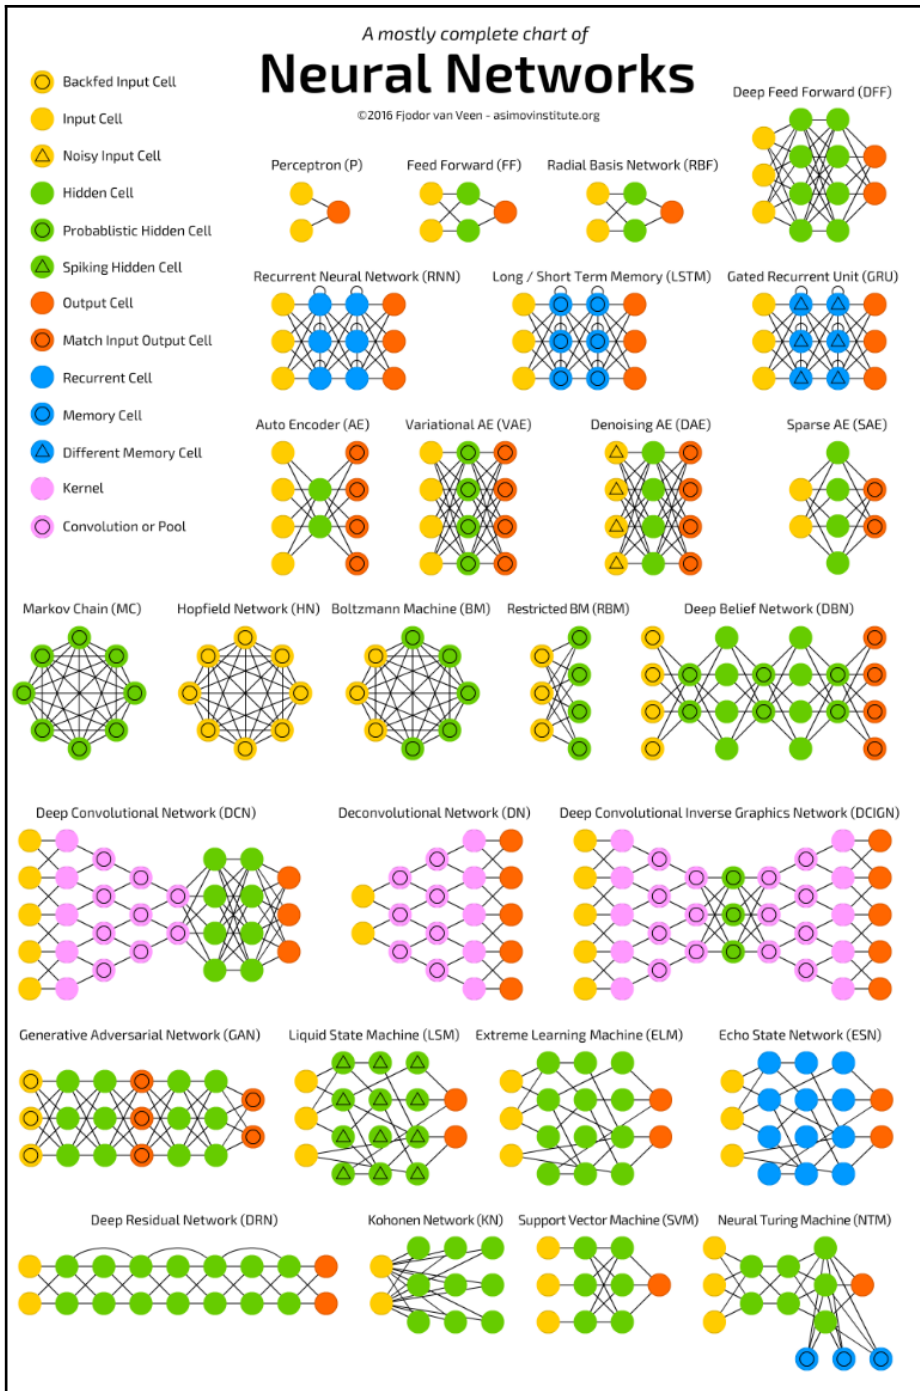 A mostly complete chart of
Neural Networks
©2016 Fjodor van Veen - asimovinstitute.org
Backfed Input Cell
Input Cell
Noisy Input Cell
Hidden Cell
Probablistic Hidden Cell
Spiking Hidden Cell
Output Cell
Match Input Output Cell
Recurrent Cell
Memory Cell
Different Memory Cell
Kernel
Convolution or Pool
Deep Feed Forward (DFF)
Perceptron (P)
Feed Forward (FF)
Radial Basis Network (RBF)
Recurrent Neural Network (RNN)
Long / Short Term Memory (LSTM)
Gated Recurrent Unit (GRU)
Auto Encoder (AE)
Variational AE (VAE)
Denoising AE (DAE)
Sparse AE (SAE)
Markov Chain (MC)
Hopfield Network (HN)
Boltzmann Machine (BM)
Restricted BM (RBM)
Deep Belief Network (DBN)
Deep Convolutional Network (DCN)
Deconvolutional Network (DN)
Deep Convolutional Inverse Graphics Network (DCIGN)
Generative Adversarial Network (GAN)
Liquid State Machine (LSM)
Extreme Learning Machine (ELM)
Echo State Network (ESN)
Deep Residual Network (DRN)
Kohonen Network (KN)
Support Vector Machine (SVM)
Neural Turing Machine (NTM)